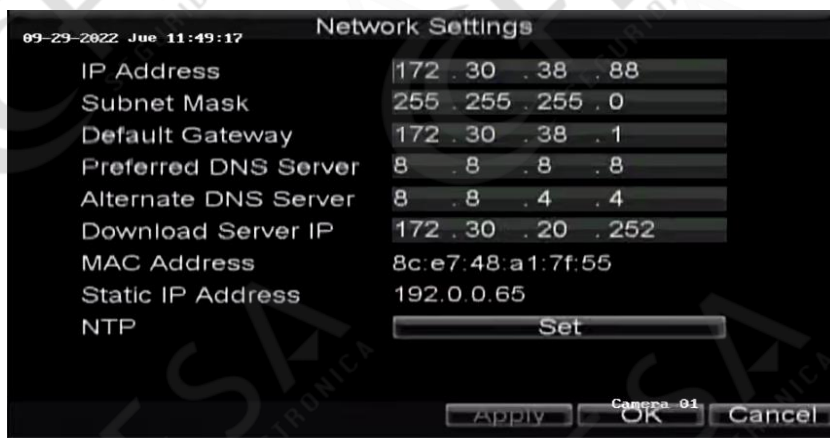 Network Settings
09-29-2022 Jue 11:49:17
IP Address 172 . 30 . 38 . 88
Subnet Mask 255 . 255 . 255 . 0
Default Gateway 172 . 30 . 38 . 1
Preferred DNS Server 8 . 8 . 8 . 8
Alternate DNS Server 8 . 8 . 4 . 4
Download Server IP 172 . 30 . 20 . 252
MAC Address 8c:e7:48:a1:7f:55
Static IP Address 192.0.0.65
NTP Set
Camera 01
Apply OK Cancel